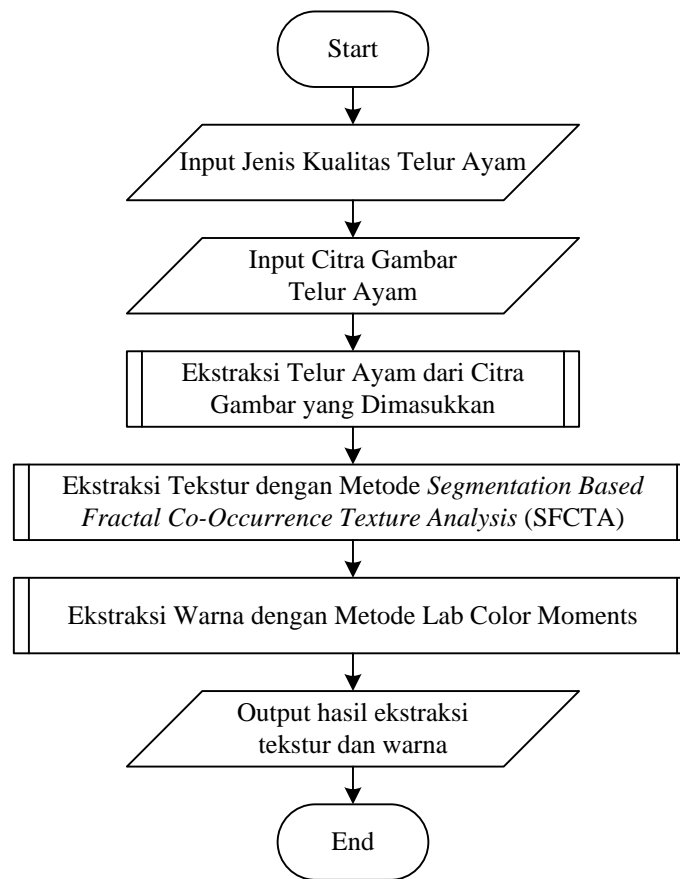 Start
Input Jenis Kualitas Telur Ayam
Input Citra Gambar
Telur Ayam
Ekstraksi Telur Ayam dari Citra
Gambar yang Dimasukkan
Ekstraksi Tekstur dengan Metode Segmentation Based
Fractal Co-Occurrence Texture Analysis (SFCTA)
Ekstraksi Warna dengan Metode Lab Color Moments
Output hasil ekstraksi
tekstur dan warna
End